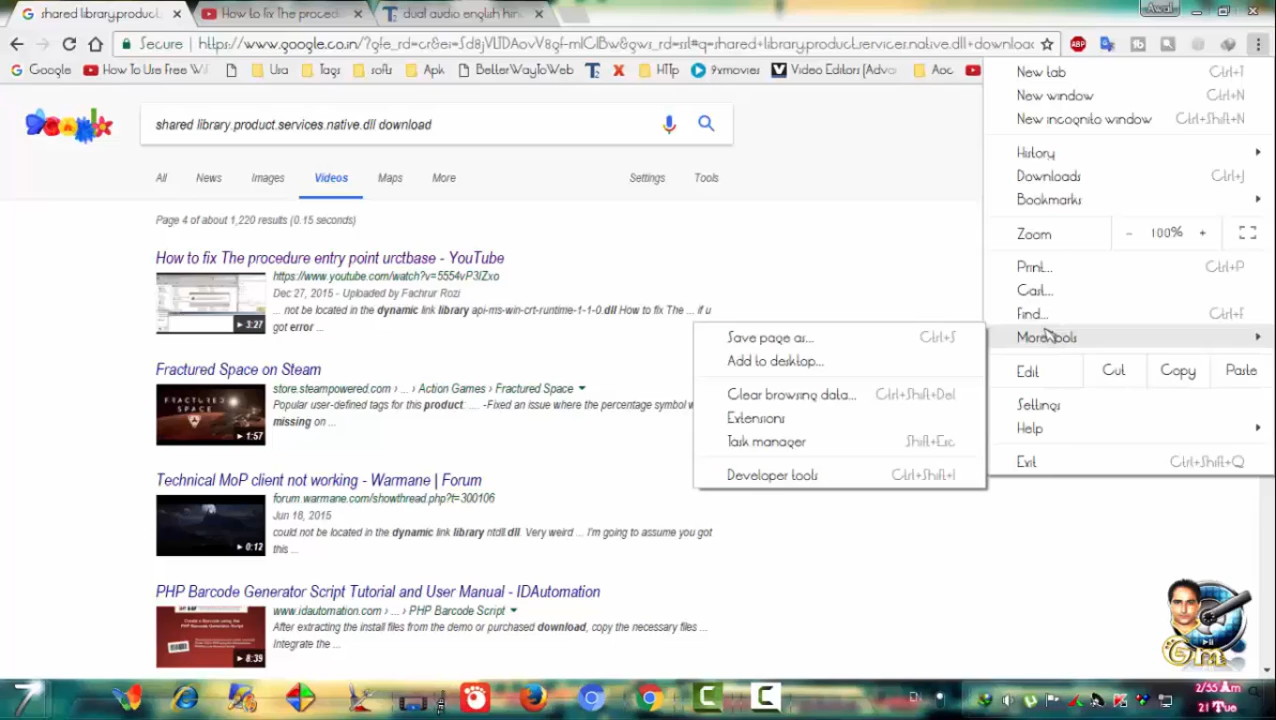 shared library.product.
How to fix The proced
dual audio english hin
Awal
Secure
https://www.google.co.in/?gfe_rd=cr&ei=Sd8jVLTDAovV8gf-mICIBw&gws_rd=ssl#q=shared+library.product.services.native.dll+download
Google
How To Use Free W
Usa
Tags
softs
Apk
BetterWayToWeb
HTTp
9xmovies
Video Editors [Advan
Aoc
shared library.product.services.native.dll download
All
News
Images
Videos
Maps
More
Settings
Tools
Page 4 of about 1,220 results (0.15 seconds)
How to fix The procedure entry point urctbase - YouTube
https://www.youtube.com/watch?v=5554vP3IZxo
Dec 27, 2015 - Uploaded by Fachrur Rozi
... not be located in the dynamic link library api-ms-win-crt-runtime-1-1-0.dll How to fix The ... if u
got error ...
3:27
Fractured Space on Steam
store.steampowered.com › ... › Action Games › Fractured Space
Popular user-defined tags for this product: ... -Fixed an issue where the percentage symbol w
missing on ...
FRACTURED
SPACE
1:57
Technical MoP client not working - Warmane | Forum
forum.warmane.com/showthread.php?t=300106
Jun 18, 2015
could not be located in the dynamic link library ntdll dll. Very weird ... I'm going to assume you got
this ...
0:12
PHP Barcode Generator Script Tutorial and User Manual - IDAutomation
www.idautomation.com › ... › PHP Barcode Script
After extracting the install files from the demo or purchased download, copy the necessary files ...
Integrate the ...
8:39
New tab Ctrl+T
New window Ctrl+N
New incognito window Ctrl+Shift+N
History
Downloads Ctrl+J
Bookmarks
Zoom - 100% +
Print... Ctrl+P
Cast...
Find... Ctrl+F
More tools
Edit Cut Copy Paste
Settings
Help
Exit Ctrl+Shift+Q
Save page as... Ctrl+S
Add to desktop...
Clear browsing data... Ctrl+Shift+Del
Extensions
Task manager Shift+Esc
Developer tools Ctrl+Shift+I
Gm
2/55 Am
21 Tue